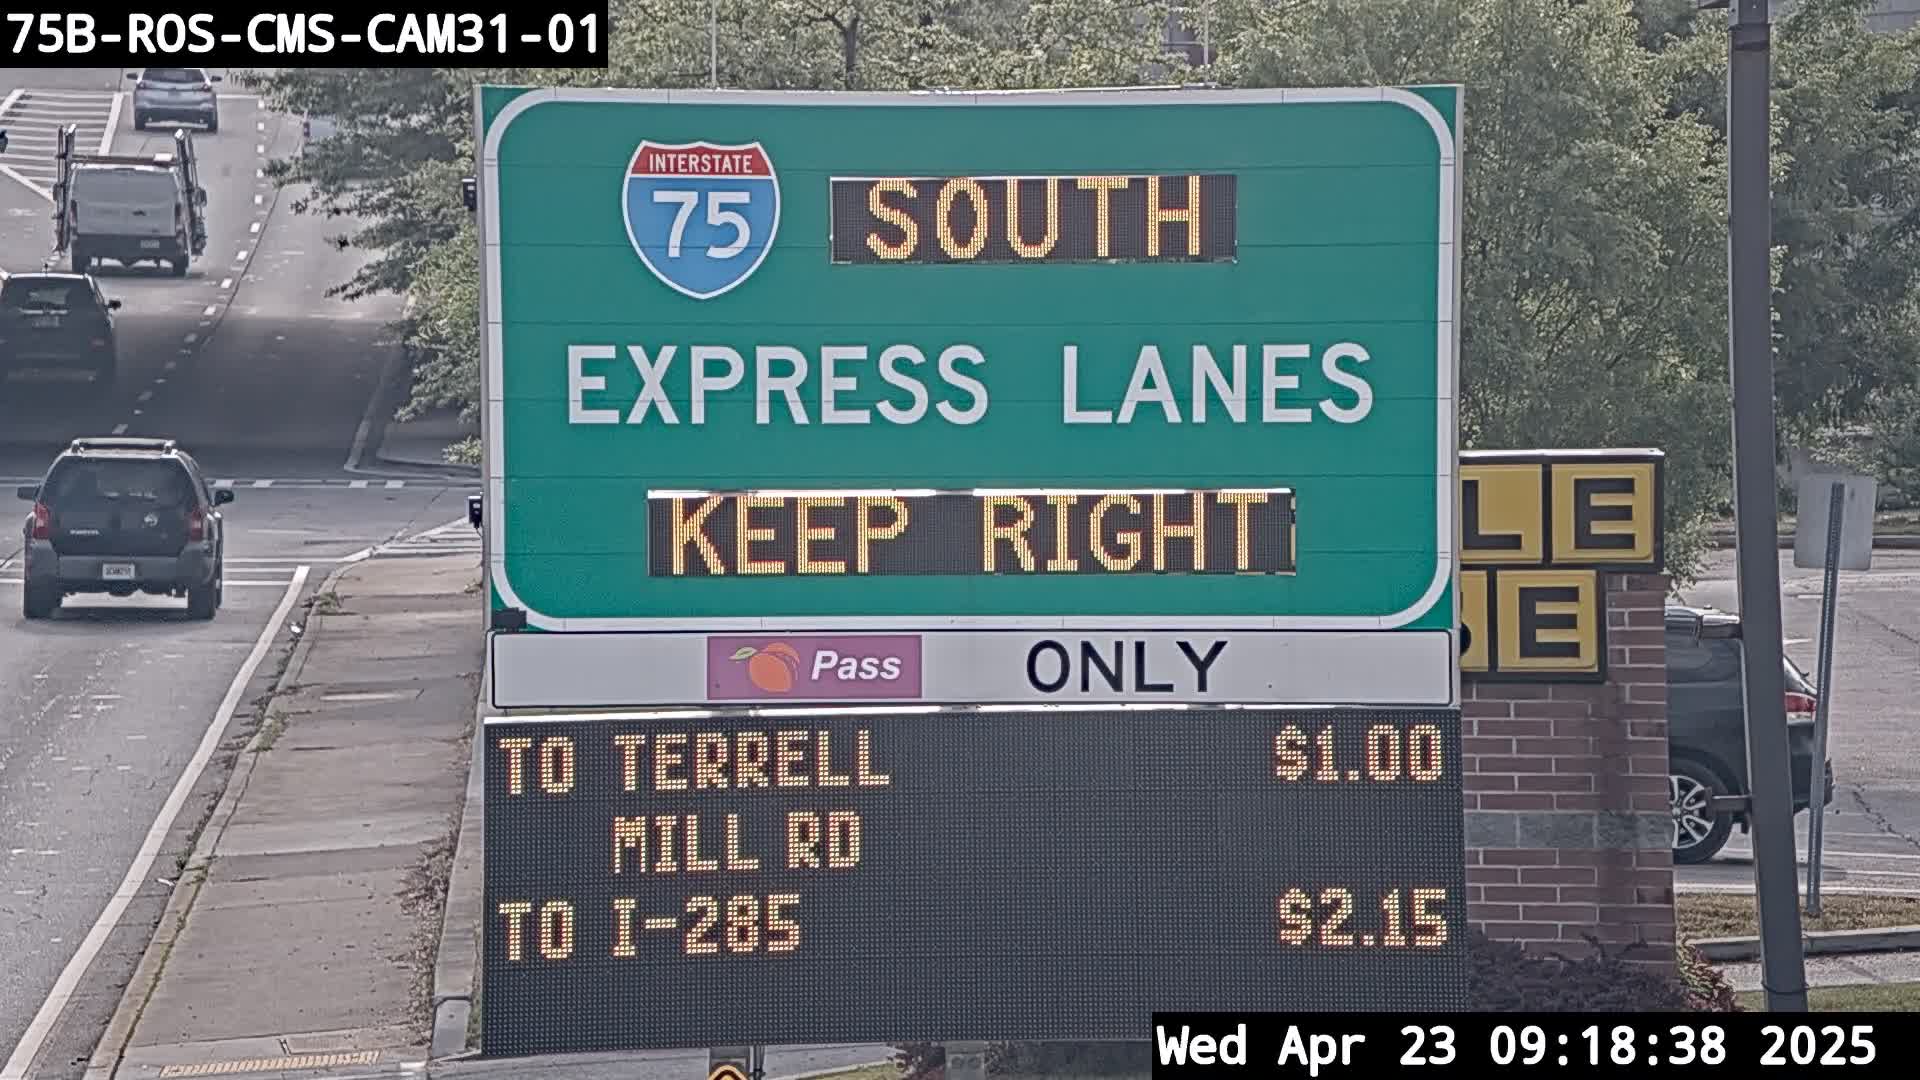 75B-ROS-CMS-CAM31-01
INTERSTATE
75
SOUTH
EXPRESS LANES
KEEP RIGHT
Pass ONLY
TO TERRELL $1.00
MILL RD
TO I-285 $2.15
LE
E
Wed Apr 23 09:18:38 2025